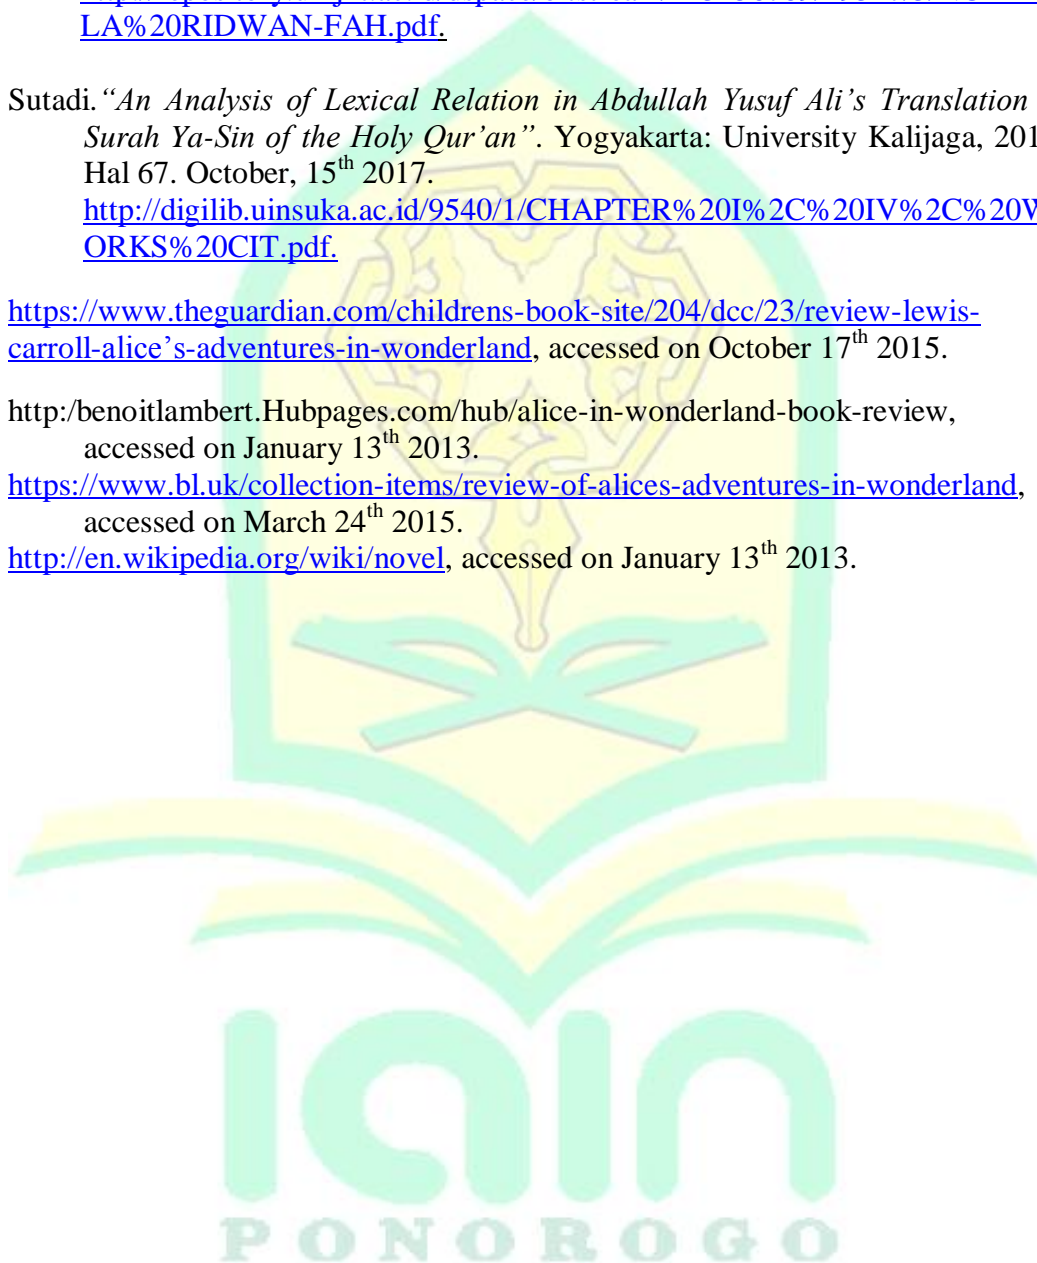 LA%20RIDWAN-FAH.pdf.
Sutadi.“An Analysis of Lexical Relation in Abdullah Yusuf Ali’s Translation
Surah Ya-Sin of the Holy Qur’an”. Yogyakarta: University Kalijaga, 201
Hal 67. October, 15th 2017.
http://digilib.uinsuka.ac.id/9540/1/CHAPTER%20I%2C%20IV%2C%20W
ORKS%20CIT.pdf.
https://www.theguardian.com/childrens-book-site/204/dcc/23/review-lewis-
carroll-alice’s-adventures-in-wonderland, accessed on October 17th 2015.
http:/benoitlambert.Hubpages.com/hub/alice-in-wonderland-book-review,
accessed on January 13th 2013.
https://www.bl.uk/collection-items/review-of-alices-adventures-in-wonderland,
accessed on March 24th 2015.
http://en.wikipedia.org/wiki/novel, accessed on January 13th 2013.
iain
PONOROGO